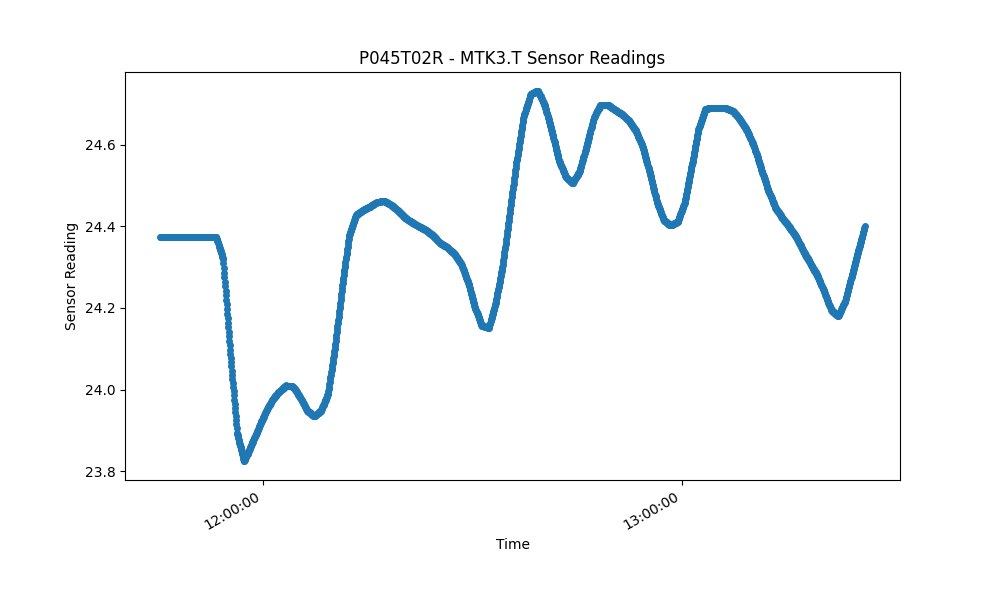 P045T02R - MTK3.T Sensor Readings
Sensor Reading
24.6
24.4
24.2
24.0
23.8
12:00:00
13:00:00
Time